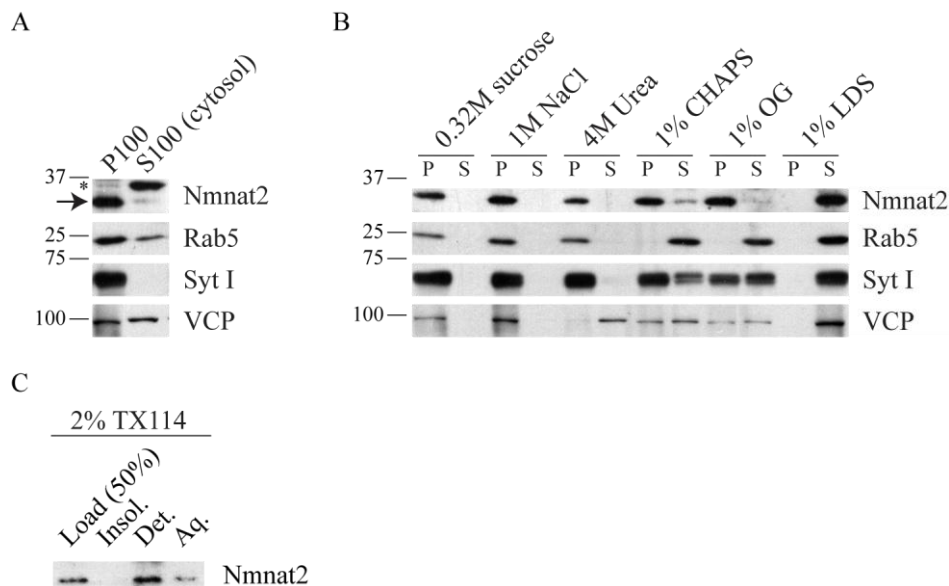 A
P100
S100 (cytosol)
37
*
Nmnat2
25
Rab5
75
Syt I
100
VCP
B
0.32M sucrose
1M NaCl
4M Urea
1% CHAPS
1% OG
1% LDS
P S P S P S P S P S P S
37
Nmnat2
25
Rab5
75
Syt I
100
VCP
C
2% TX114
Load (50%)
Insol.
Det.
Aq.
Nmnat2